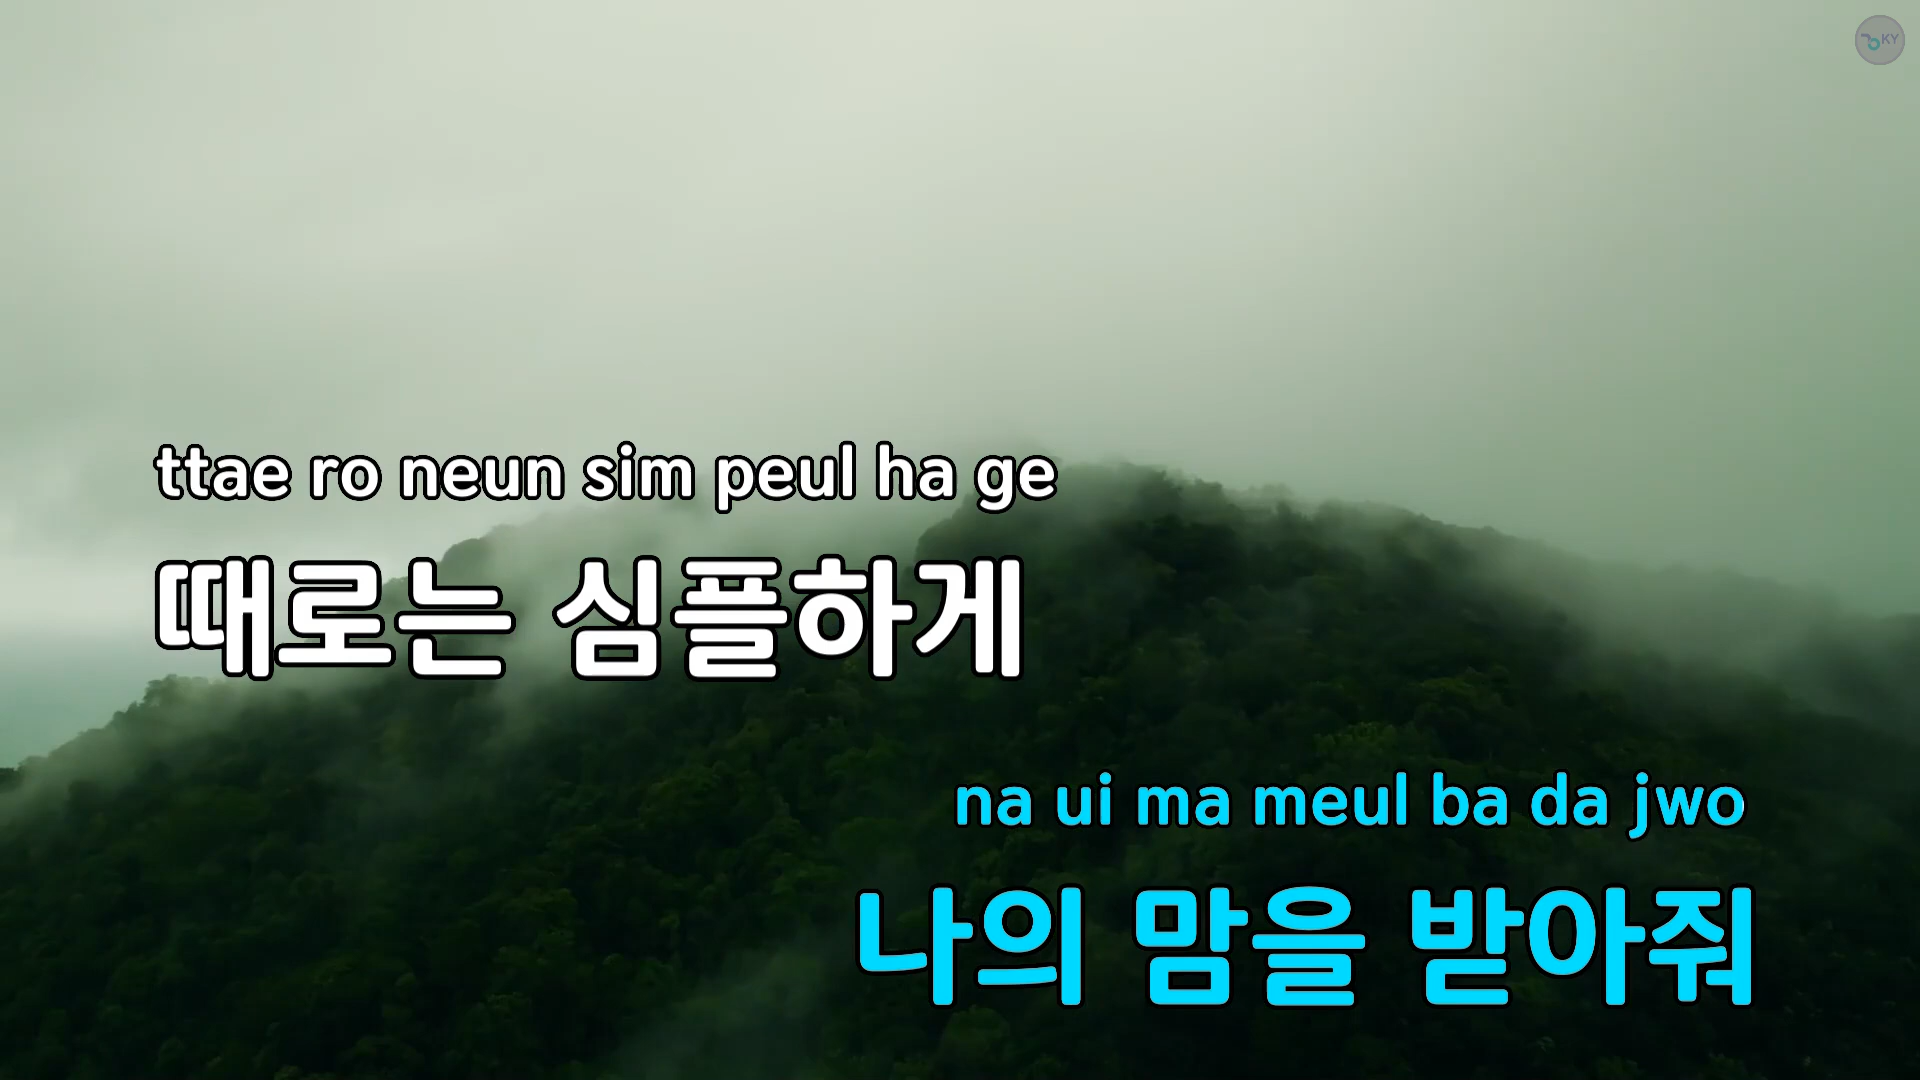 KY
ttae ro neun sim peul ha ge
때로는 심플하게
na ui ma meul ba da jwo
나의 맘을 받아줘